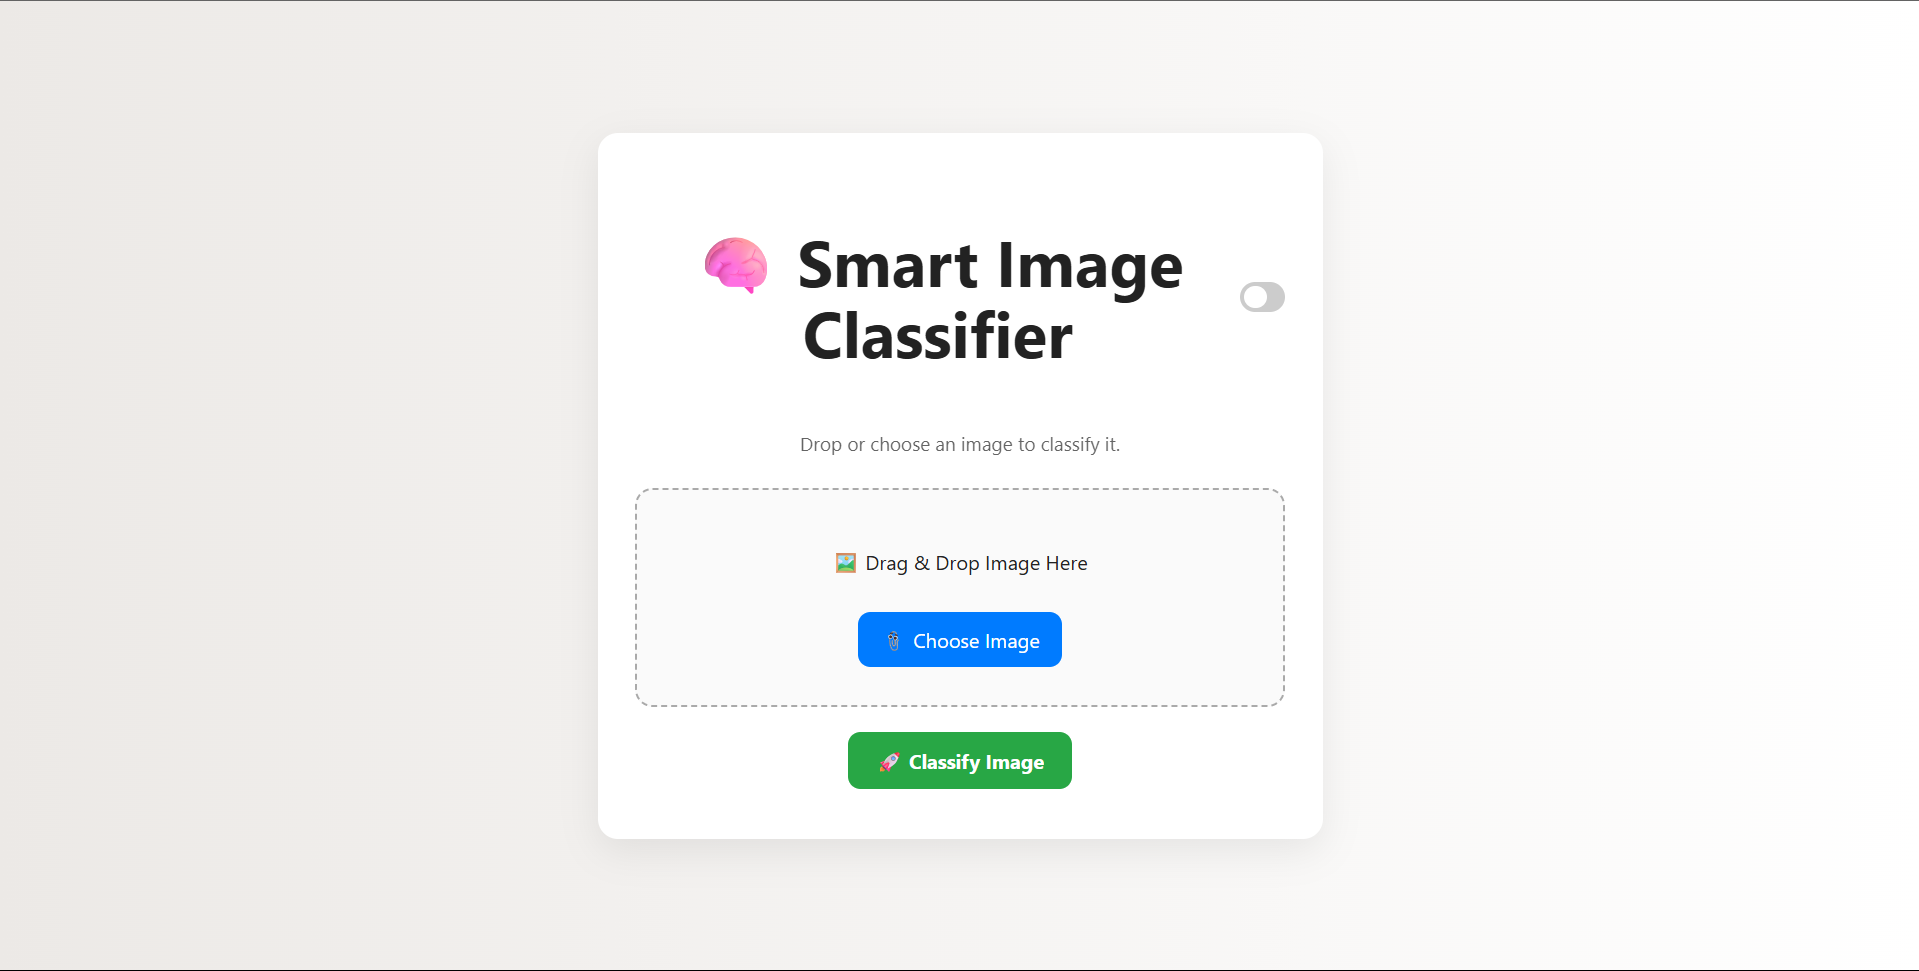 🧠 Smart Image
Classifier
Drop or choose an image to classify it.
🖼️ Drag & Drop Image Here
🖇️ Choose Image
🚀 Classify Image